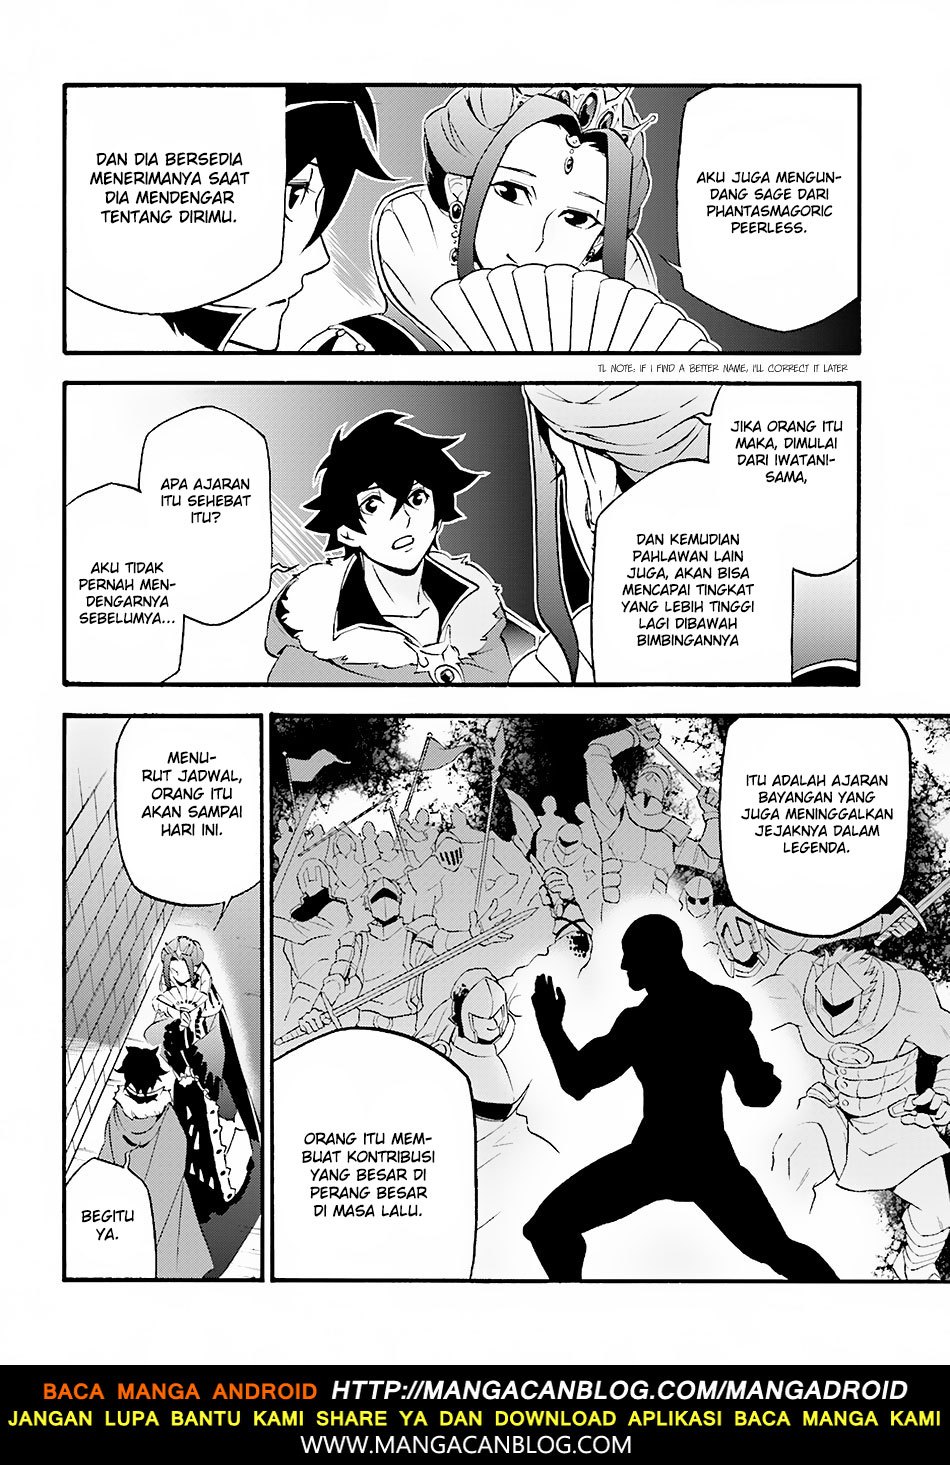 AKU JUGA MENGUN-
DANG SAGE DARI
PHANTASMAGORIC
PEERLESS.
DAN DIA BERSEDIA
MENERIMANYA SAAT
DIA MENDENGAR
TENTANG DIRIMU.
TL NOTE: IF I FIND A BETTER NAME, I'LL CORRECT IT LATER
JIKA ORANG ITU
MAKA, DIMULAI
DARI IWATANI-
SAMA,
DAN KEMUDIAN
PAHLAWAN LAIN
JUGA, AKAN BISA
MENCAPAI TINGKAT
YANG LEBIH TINGGI
LAGI DIBAWAH
BIMBINGANNYA
APA AJARAN
ITU SEHEBAT
ITU?
AKU TIDAK
PERNAH MEN-
DENGARNYA
SEBELUMYA...
ITU ADALAH AJARAN
BAYANGAN YANG
JUGA MENINGGALKAN
JEJAKNYA DALAM
LEGENDA.
ORANG ITU MEM-
BUAT KONTRIBUSI
YANG BESAR DI
PERANG BESAR
DI MASA LALU.
MENU-
RUT JADWAL,
ORANG ITU
AKAN SAMPAI
HARI INI.
BEGITU
YA.
BACA MANGA ANDROID HTTP://MANGACANBLOG.COM/MANGADROID
JANGAN LUPA BANTU KAMI SHARE YA DAN DOWNLOAD APLIKASI BACA MANGA KAMI
WWW.MANGACANBLOG.COM